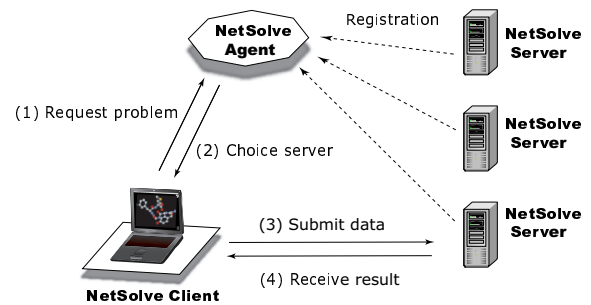 NetSolve
Agent
Registration
NetSolve
Server
(1) Request problem
NetSolve
Server
(2) Choice server
NetSolve
Server
(3) Submit data
(4) Receive result
NetSolve Client